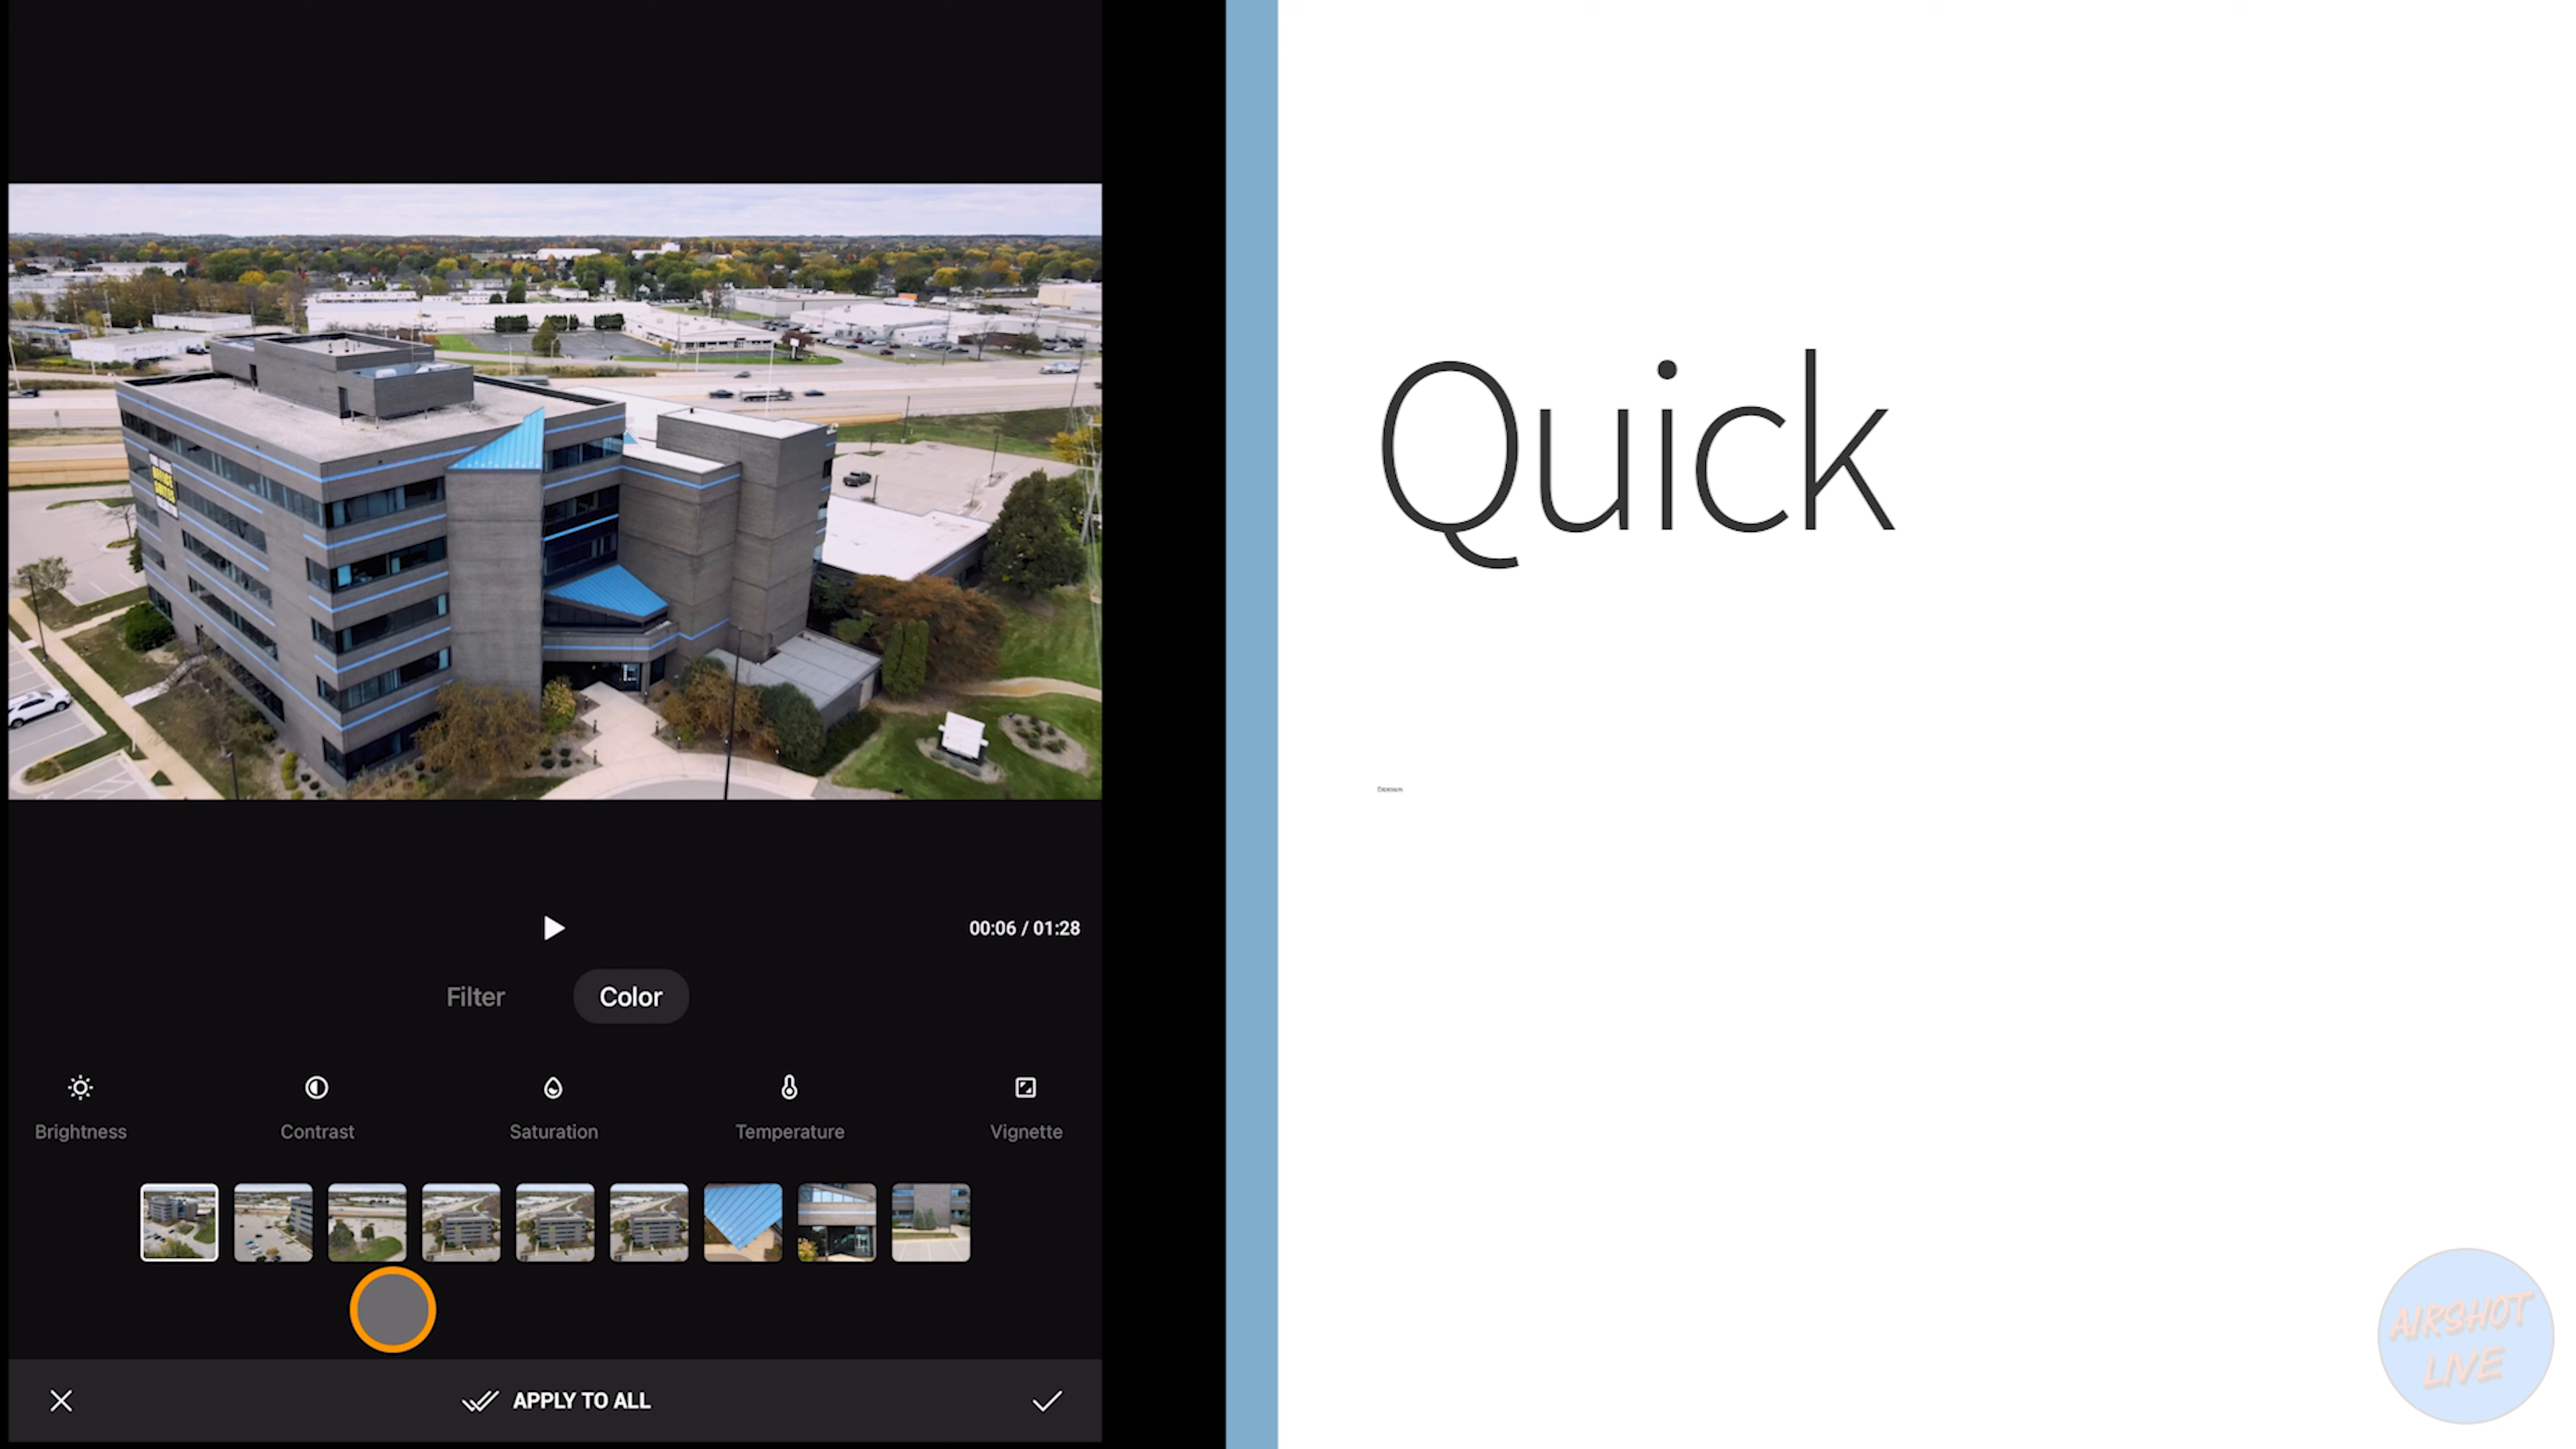 Quick
00:06 / 01:28
Filter
Color
Brightness
Contrast
Saturation
Temperature
Vignette
APPLY TO ALL
AIRSHOT
LIVE